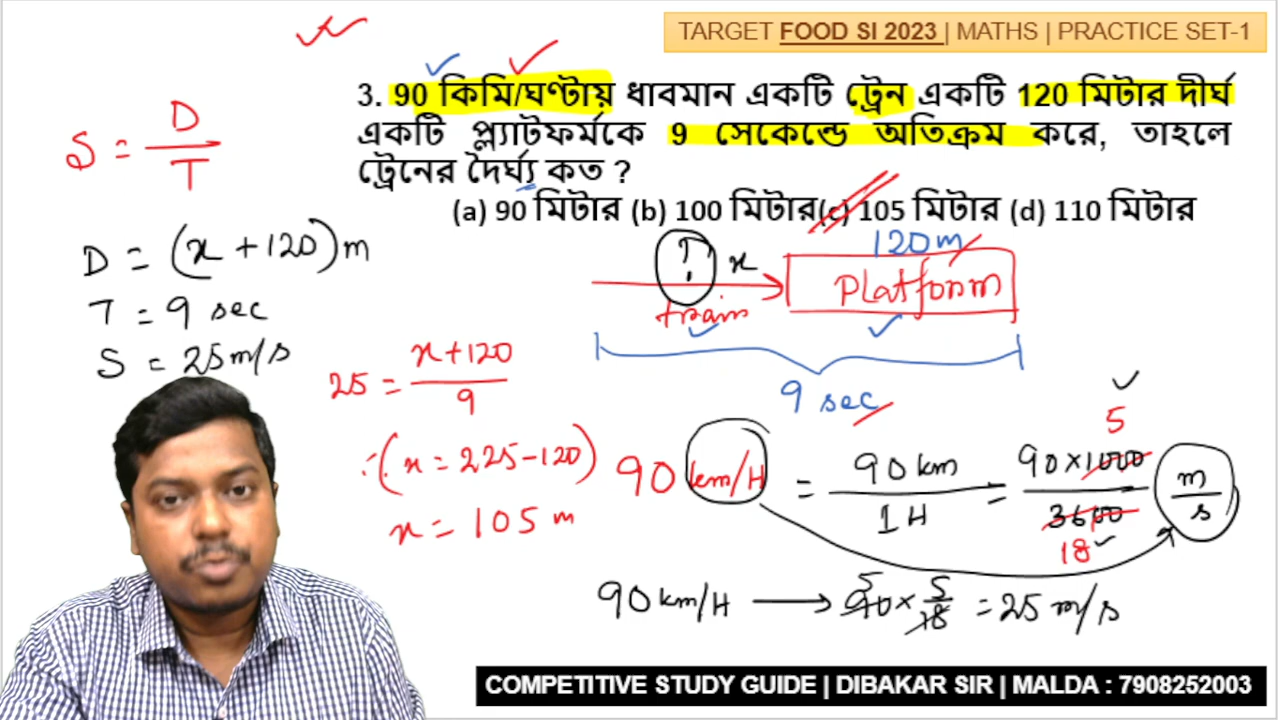 TARGET FOOD SI 2023 | MATHS | PRACTICE SET-1
3. 90 কিমি/ঘণ্টায় ধাবমান একটি ট্রেন একটি 120 মিটার দীর্ঘ
একটি প্ল্যাটফর্মকে 9 সেকেন্ডে অতিক্রম করে, তাহলে
ট্রেনের দৈর্ঘ্য কত ?
(a) 90 মিটার (b) 100 মিটার(c) 105 মিটার (d) 110 মিটার
S = D/T
D = (x + 120) m
T = 9 sec
S = 25 m/s
25 = x+120/9
∴ (x = 225-120)
x = 105 m
T x
120 m
train
Platform
9 sec
90 km/H = 90 km/1 H = 90×1000/3600 m/s
5
18
90 km/H → 90 × 5/18 = 25 m/s
5
COMPETITIVE STUDY GUIDE | DIBAKAR SIR | MALDA : 7908252003